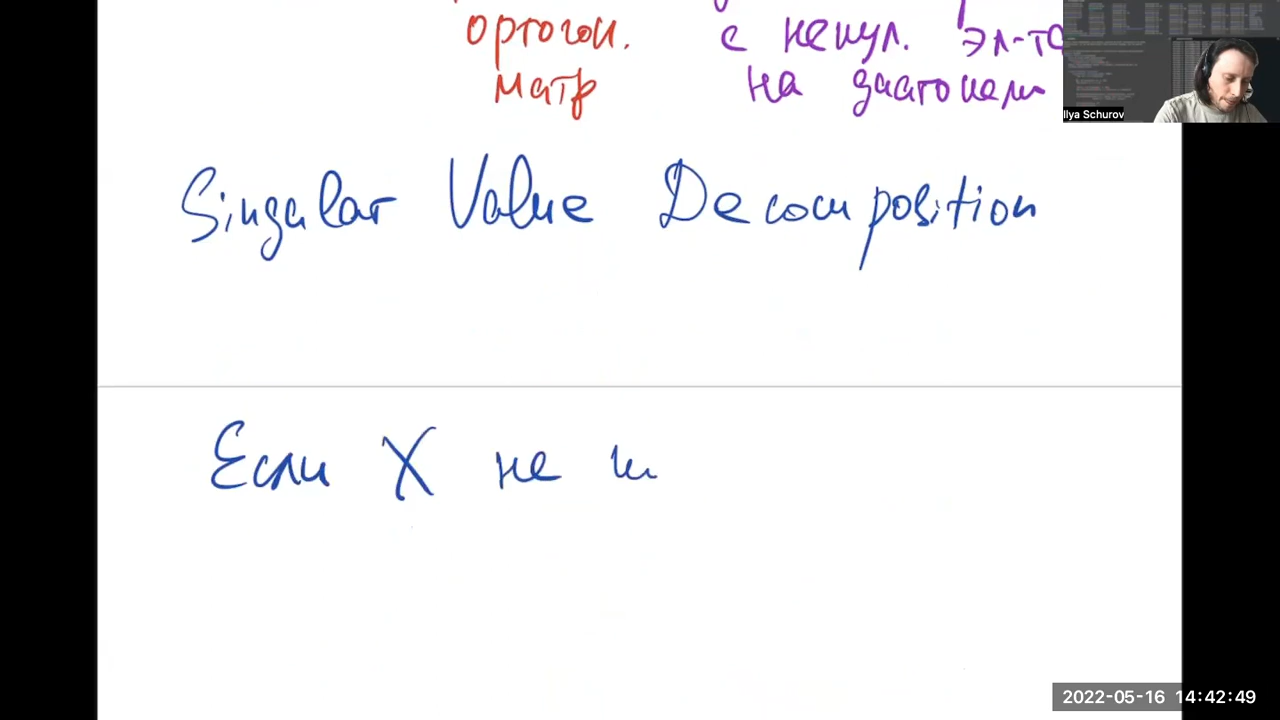 ортогон. с ненул. эл-то
матр на диагонали
Ilya Schurov
Singular Value Decomposition
Если X не
2022-05-16 14:42:49